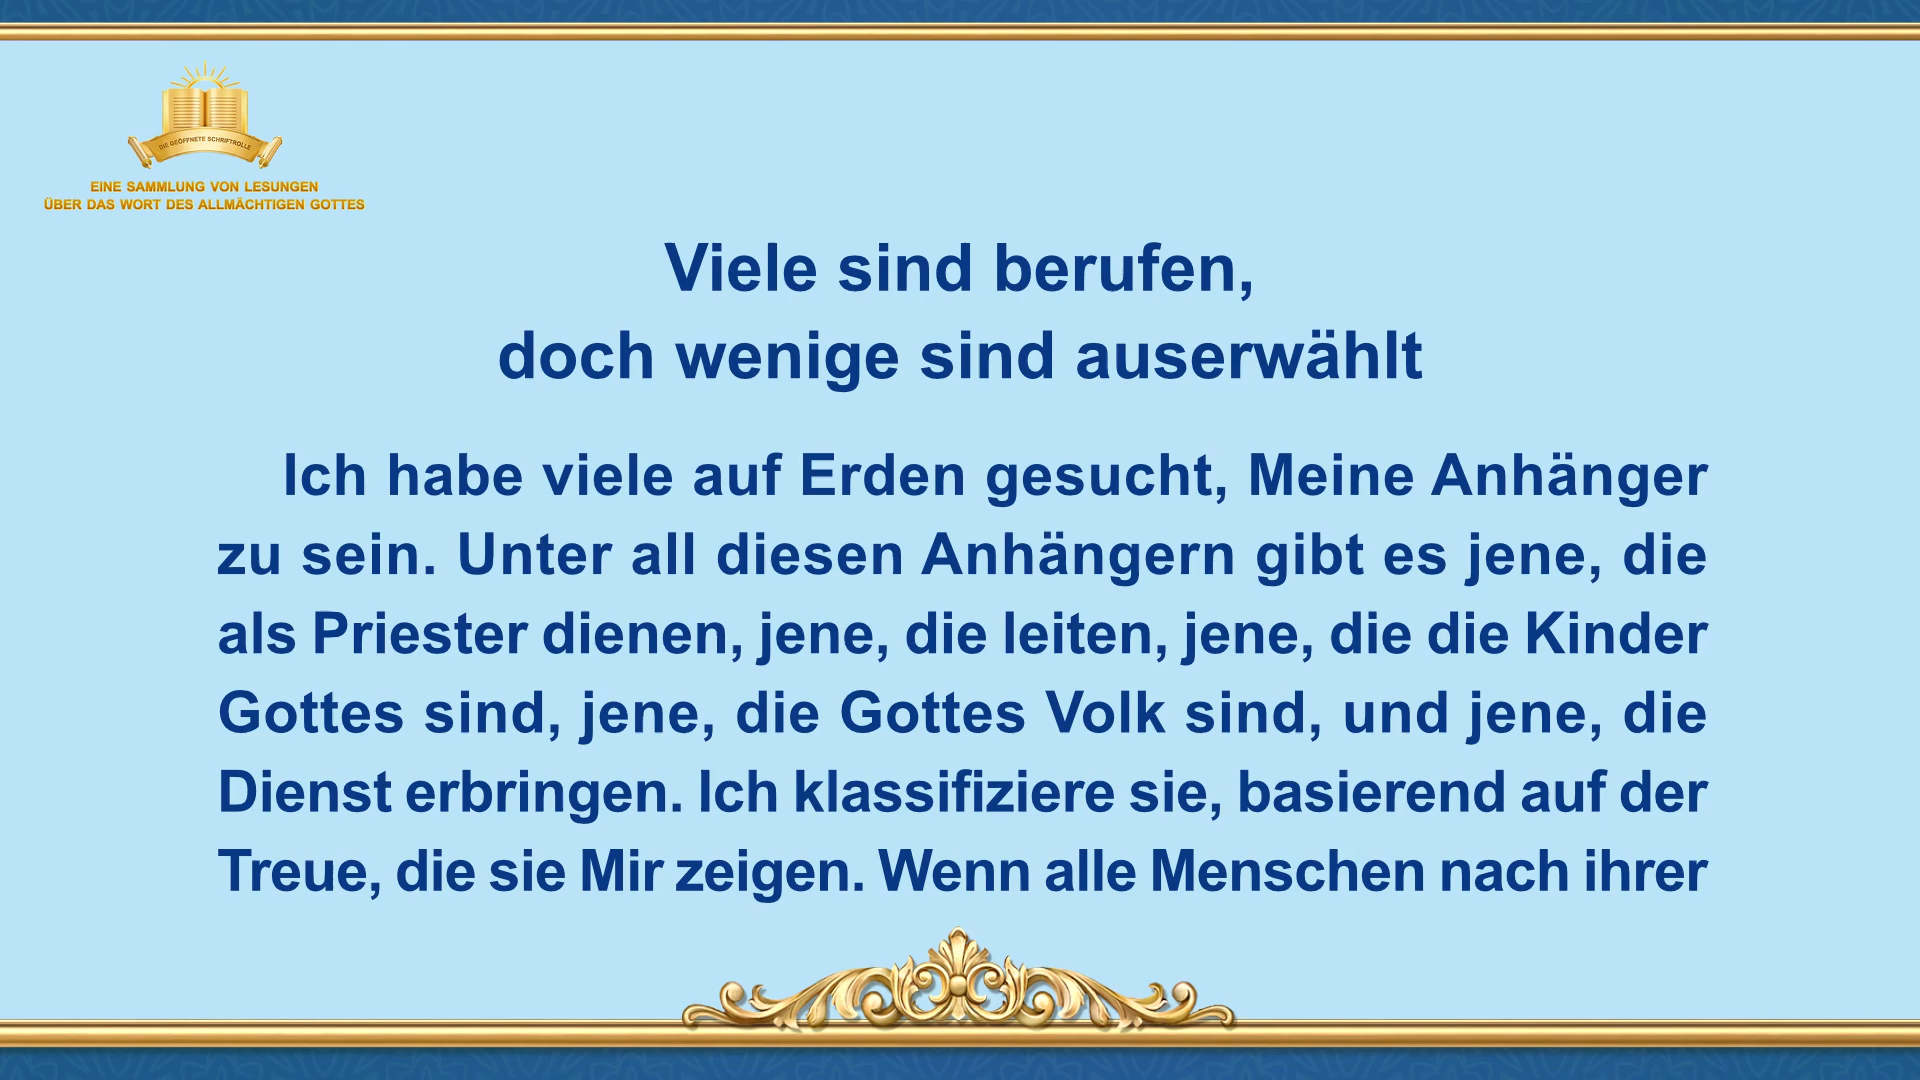 DIE GEÖFFNETE SCHRIFTROLLE
EINE SAMMLUNG VON LESUNGEN
ÜBER DAS WORT DES ALLMÄCHTIGEN GOTTES
Viele sind berufen,
doch wenige sind auserwählt
Ich habe viele auf Erden gesucht, Meine Anhänger
zu sein. Unter all diesen Anhängern gibt es jene, die
als Priester dienen, jene, die leiten, jene, die die Kinder
Gottes sind, jene, die Gottes Volk sind, und jene, die
Dienst erbringen. Ich klassifiziere sie, basierend auf der
Treue, die sie Mir zeigen. Wenn alle Menschen nach ihrer